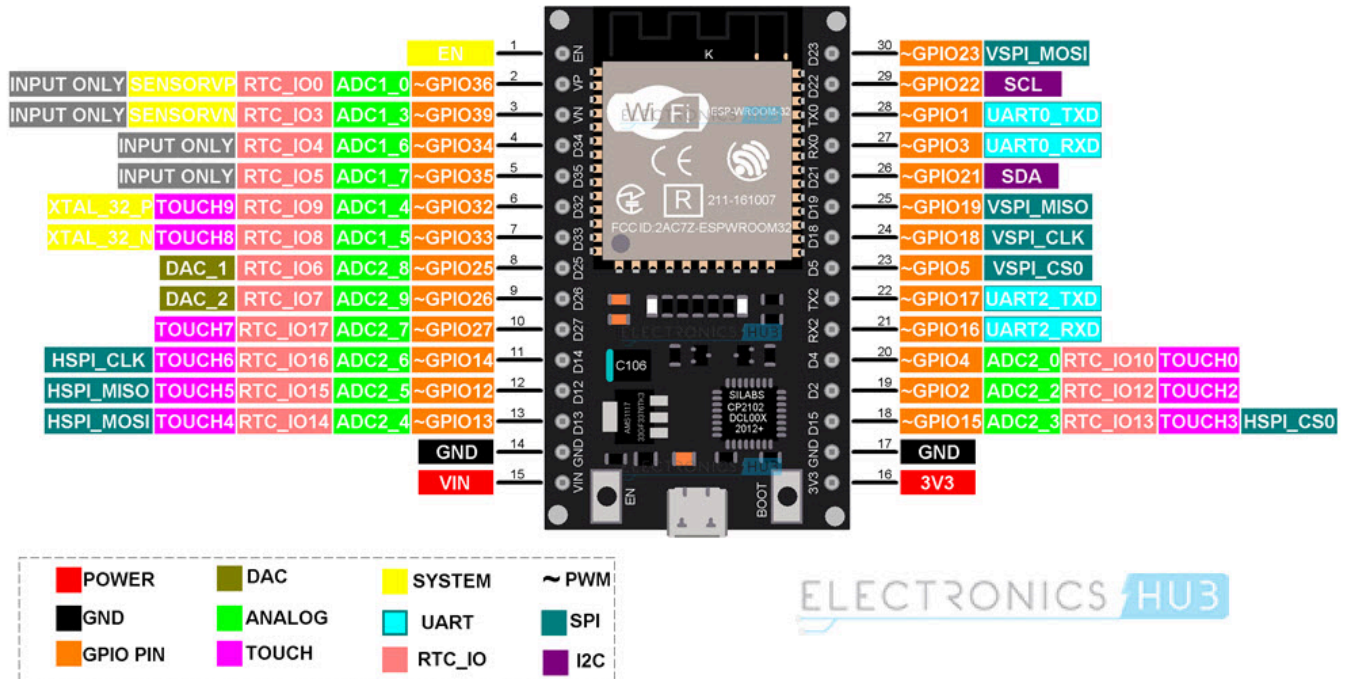 EN 1 EN D23 30 ~GPIO23 VSPI_MOSI
INPUT ONLY SENSORVP RTC_IO0 ADC1_0 ~GPIO36 2 VP D22 29 ~GPIO22 SCL
INPUT ONLY SENSORVN RTC_IO3 ADC1_3 ~GPIO39 3 VN TX0 28 ~GPIO1 UART0_TXD
INPUT ONLY RTC_IO4 ADC1_6 ~GPIO34 4 D34 RX0 27 ~GPIO3 UART0_RXD
INPUT ONLY RTC_IO5 ADC1_7 ~GPIO35 5 D35 D21 26 ~GPIO21 SDA
XTAL_32_P TOUCH9 RTC_IO9 ADC1_4 ~GPIO32 6 D32 D19 25 ~GPIO19 VSPI_MISO
XTAL_32_N TOUCH8 RTC_IO8 ADC1_5 ~GPIO33 7 D33 D18 24 ~GPIO18 VSPI_CLK
DAC_1 RTC_IO6 ADC2_8 ~GPIO25 8 D25 D5 23 ~GPIO5 VSPI_CS0
DAC_2 RTC_IO7 ADC2_9 ~GPIO26 9 D26 TX2 22 ~GPIO17 UART2_TXD
TOUCH7 RTC_IO17 ADC2_7 ~GPIO27 10 D27 RX2 21 ~GPIO16 UART2_RXD
HSPI_CLK TOUCH6 RTC_IO16 ADC2_6 ~GPIO14 11 D14 D4 20 ~GPIO4 ADC2_0 RTC_IO10 TOUCH0
HSPI_MISO TOUCH5 RTC_IO15 ADC2_5 ~GPIO12 12 D12 D2 19 ~GPIO2 ADC2_2 RTC_IO12 TOUCH2
HSPI_MOSI TOUCH4 RTC_IO14 ADC2_4 ~GPIO13 13 D13 D15 18 ~GPIO15 ADC2_3 RTC_IO13 TOUCH3 HSPI_CS0
GND 14 GND GND 17 GND
VIN 15 VIN 3V3 16 3V3
K
Wi Fi ESP-WROOM-32
CE
R 211-161007
FCC ID:2AC7Z-ESPWROOM32
ELECTRONICS HUB
C106
AMS1117
SILABS
CP2102
DCL00X
2012+
ELECTRONICS HUB
EN
BOOT
POWER DAC SYSTEM ~ PWM
GND ANALOG UART SPI
GPIO PIN TOUCH RTC_IO I2C
ELECTRONICS HUB